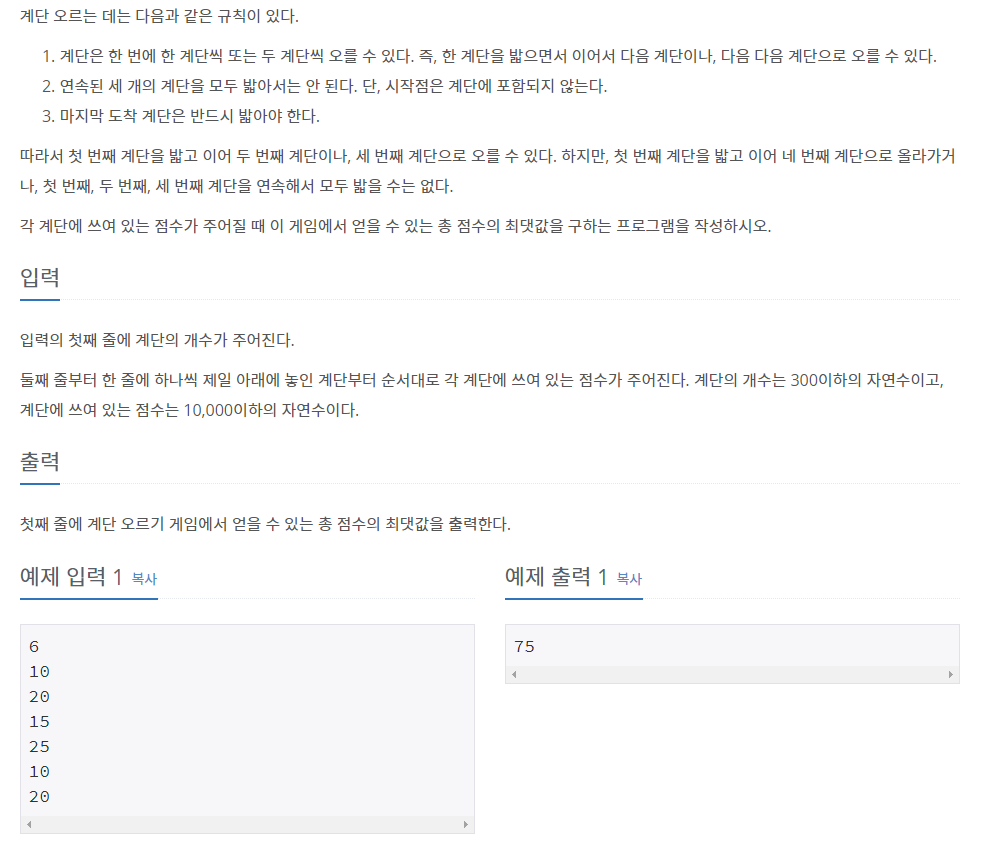 계단 오르는 데는 다음과 같은 규칙이 있다.
1. 계단은 한 번에 한 계단씩 또는 두 계단씩 오를 수 있다. 즉, 한 계단을 밟으면서 이어서 다음 계단이나, 다음 다음 계단으로 오를 수 있다.
2. 연속된 세 개의 계단을 모두 밟아서는 안 된다. 단, 시작점은 계단에 포함되지 않는다.
3. 마지막 도착 계단은 반드시 밟아야 한다.
따라서 첫 번째 계단을 밟고 이어 두 번째 계단이나, 세 번째 계단으로 오를 수 있다. 하지만, 첫 번째 계단을 밟고 이어 네 번째 계단으로 올라가거
나, 첫 번째, 두 번째, 세 번째 계단을 연속해서 모두 밟을 수는 없다.
각 계단에 쓰여 있는 점수가 주어질 때 이 게임에서 얻을 수 있는 총 점수의 최댓값을 구하는 프로그램을 작성하시오.
입력
입력의 첫째 줄에 계단의 개수가 주어진다.
둘째 줄부터 한 줄에 하나씩 제일 아래에 놓인 계단부터 순서대로 각 계단에 쓰여 있는 점수가 주어진다. 계단의 개수는 300이하의 자연수이고,
계단에 쓰여 있는 점수는 10,000이하의 자연수이다.
출력
첫째 줄에 계단 오르기 게임에서 얻을 수 있는 총 점수의 최댓값을 출력한다.
예제 입력 1 복사
6
10
20
15
25
10
20
예제 출력 1 복사
75